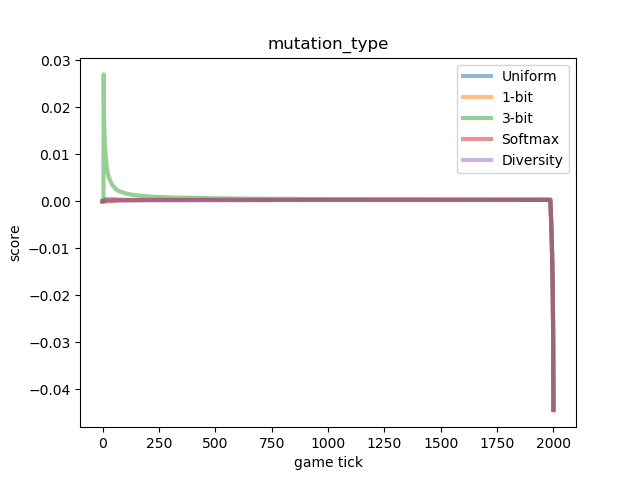 mutation_type
0.03
0.02
0.01
0.00
−0.01
−0.02
−0.03
−0.04
score
Uniform
1-bit
3-bit
Softmax
Diversity
0 250 500 750 1000 1250 1500 1750 2000
game tick